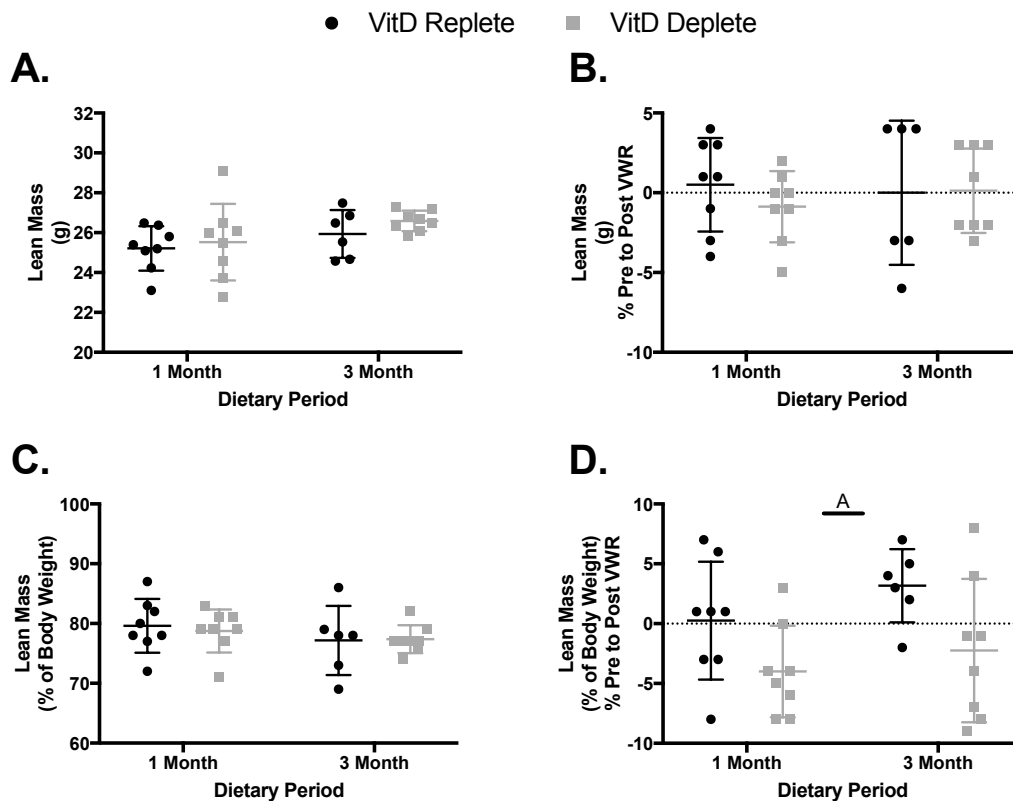 VitD Replete VitD Deplete
A.
32
30
28
26
24
22
20
Lean Mass
(g)
1 Month 3 Month
Dietary Period
B.
5
0
-5
-10
Lean Mass
(g)
% Pre to Post VWR
1 Month 3 Month
Dietary Period
C.
100
90
80
70
60
Lean Mass
(% of Body Weight)
1 Month 3 Month
Dietary Period
D.
A
10
5
0
-5
-10
Lean Mass
(% of Body Weight)
% Pre to Post VWR
1 Month 3 Month
Dietary Period